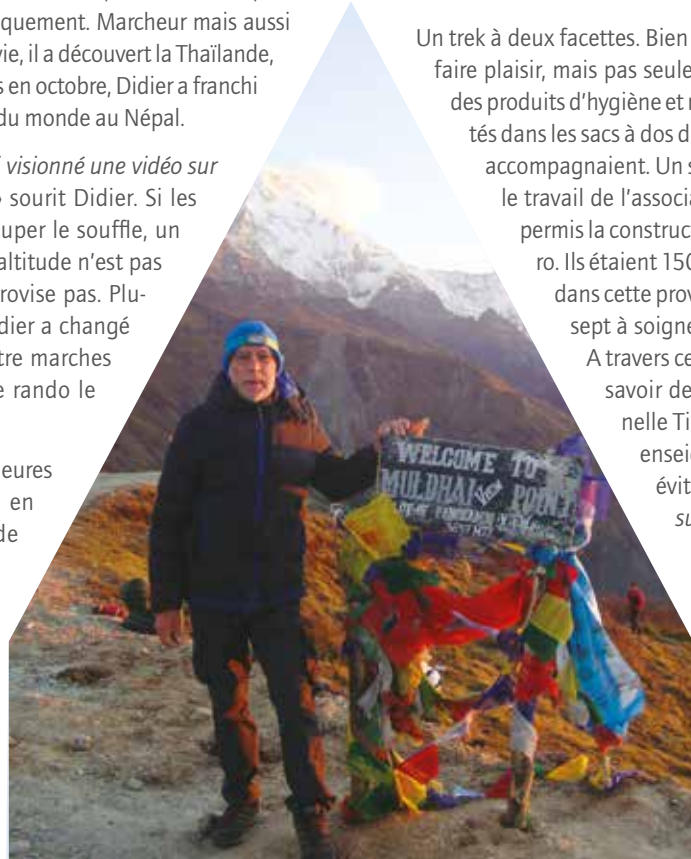 quement. Marcheur mais aussi
vie, il a découvert la Thaïlande,
s en octobre, Didier a franchi
du monde au Népal.
visionné une vidéo sur
» sourit Didier. Si les
uper le souffle, un
altitude n'est pas
rovise pas. Plu-
dier a changé
tre marches
e rando le
eures
en
de
Un trek à deux facettes. Bien
faire plaisir, mais pas seule
des produits d'hygiène et
tés dans les sacs à dos d
accompagnaient. Un s
le travail de l'associa
permis la construc
ro. Ils étaient 150
dans cette prov
sept à soigne
A travers ce
savoir de
nelle Ti
ensei
évit
su
WELCOME TO
MULDHAI View POINT